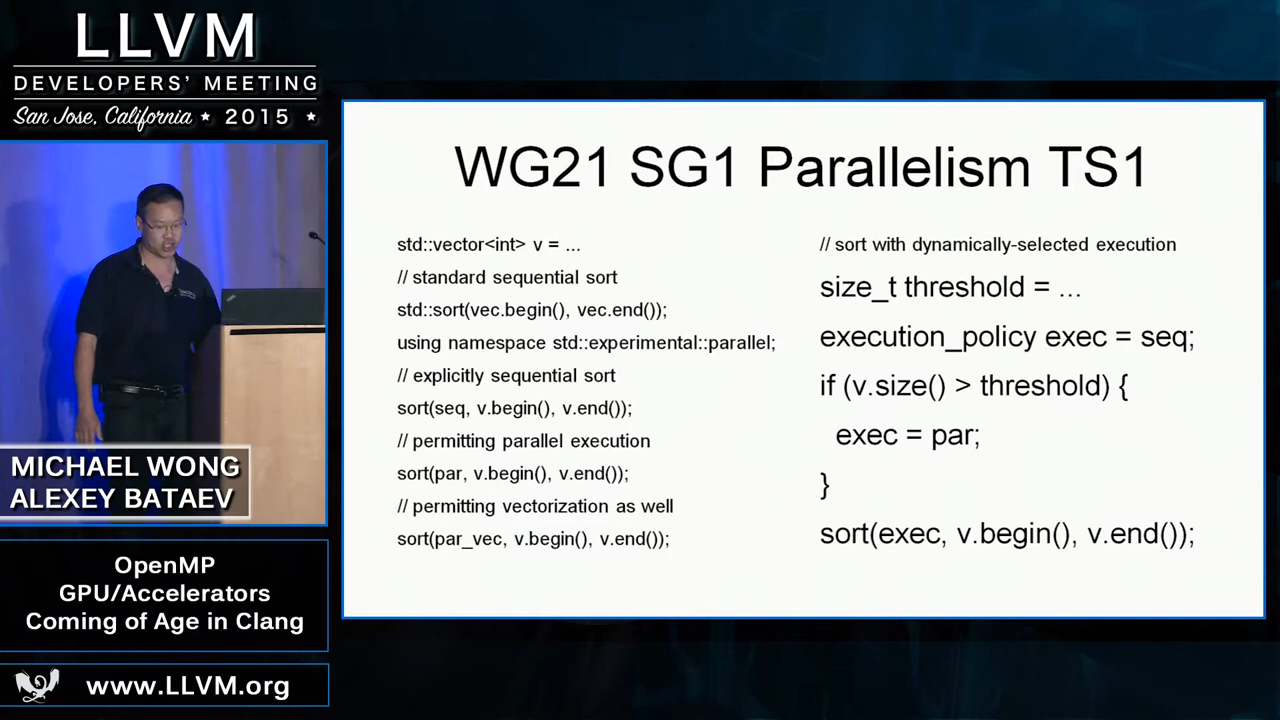 LLVM
DEVELOPERS' MEETING
San Jose, California ★ 2015 ★
WG21 SG1 Parallelism TS1
std::vector<int> v = ...
// standard sequential sort
std::sort(vec.begin(), vec.end());
using namespace std::experimental::parallel;
// explicitly sequential sort
sort(seq, v.begin(), v.end());
// permitting parallel execution
sort(par, v.begin(), v.end());
// permitting vectorization as well
sort(par_vec, v.begin(), v.end());
// sort with dynamically-selected execution
size_t threshold = ...
execution_policy exec = seq;
if (v.size() > threshold) {
exec = par;
}
sort(exec, v.begin(), v.end());
MICHAEL WONG
ALEXEY BATAEV
OpenMP
GPU/Accelerators
Coming of Age in Clang
www.LLVM.org